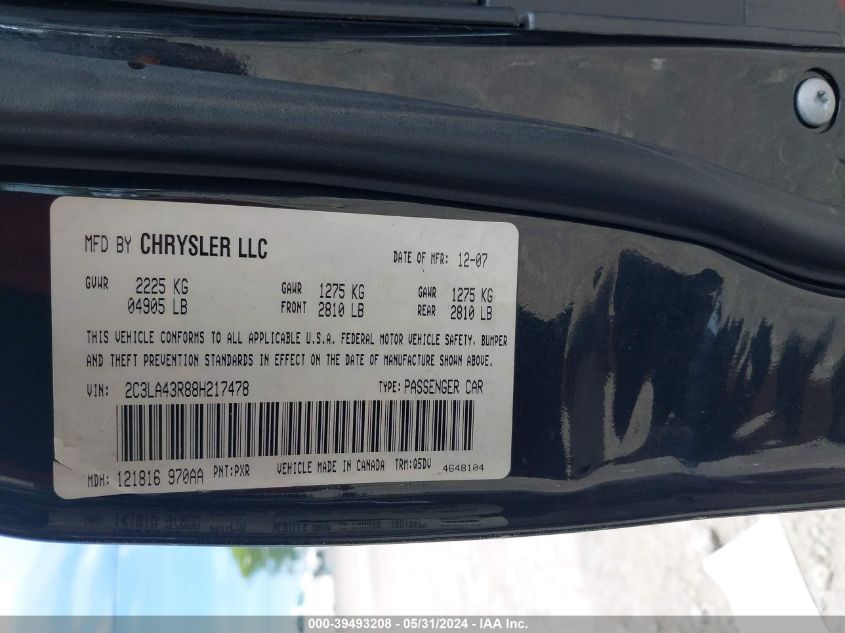 MFD BY CHRYSLER LLC DATE OF MFR: 12-07
GVWR 2225 KG GAWR 1275 KG GAWR 1275 KG
04905 LB FRONT 2810 LB REAR 2810 LB
THIS VEHICLE CONFORMS TO ALL APPLICABLE U.S.A. FEDERAL MOTOR VEHICLE SAFETY, BUMPER
AND THEFT PREVENTION STANDARDS IN EFFECT ON THE DATE OF MANUFACTURE SHOWN ABOVE.
VIN: 2C3LA43R88H217478 TYPE: PASSENGER CAR
MDH: 121816 970AA PNT:PXR VEHICLE MADE IN CANADA TRM:Q5DV 4648104
000-39493208 - 05/31/2024 - IAA Inc.